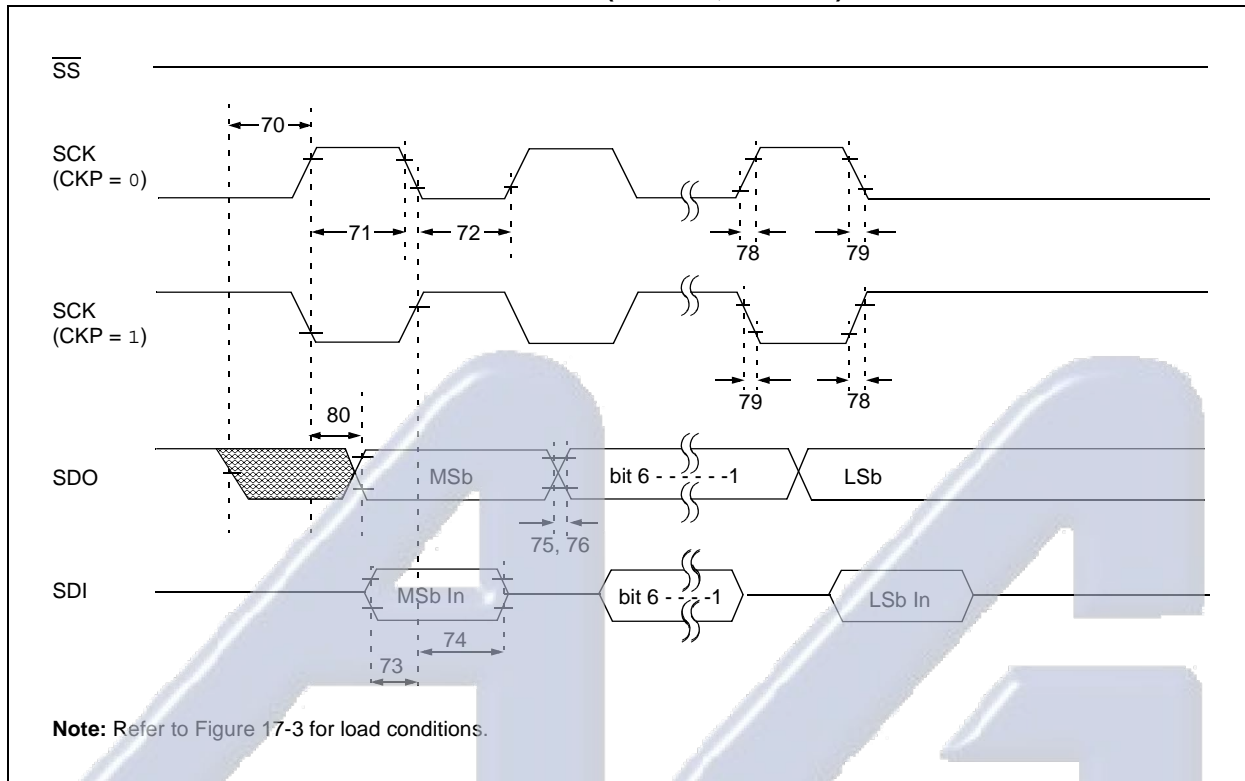 SS
70
SCK
(CKP = 0)
71
72
78
79
SCK
(CKP = 1)
79
78
80
SDO
MSb
bit 6 - - - - - -1
LSb
75, 76
SDI
MSb In
bit 6 - - - - -1
LSb In
74
73
Note: Refer to Figure 17-3 for load conditions.